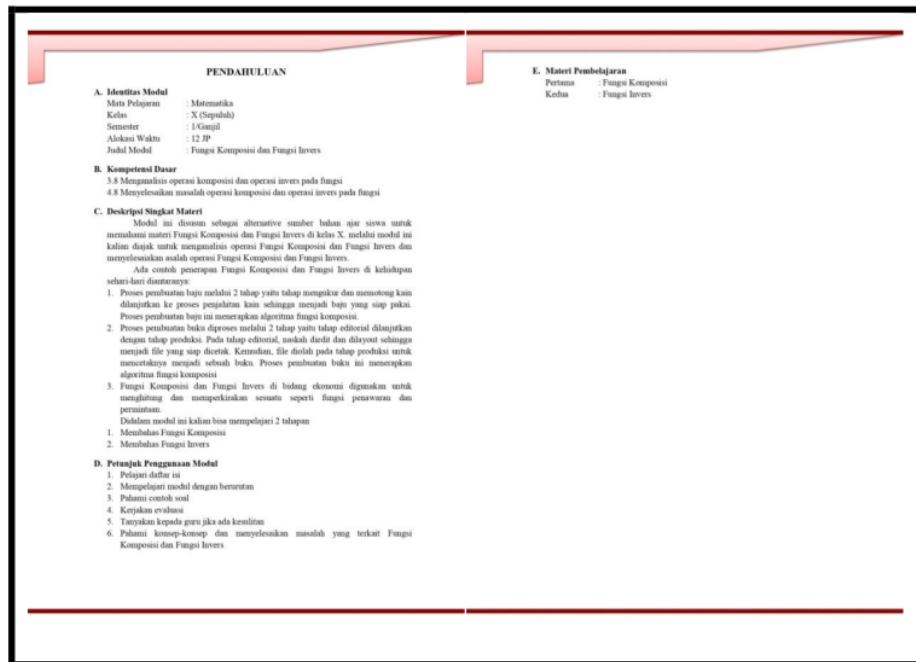 PENDAHULUAN
A. Identitas Modul
Mata Pelajaran : Matematika
Kelas : X (Sepuluh)
Semester : 1/Ganjil
Alokasi Waktu : 12 JP
Judul Modul : Fungsi Komposisi dan Fungsi Invers
B. Kompetensi Dasar
3.8 Menganalisis operasi komposisi dan operasi invers pada fungsi
4.8 Menyelesaikan masalah operasi komposisi dan operasi invers pada fungsi
C. Deskripsi Singkat Materi
Modul ini disusun sebagai alternative sumber bahan ajar siswa untuk
memahami materi Fungsi Komposisi dan Fungsi Invers di kelas X. melalui modul ini
kalian diajak untuk menganalisis operasi Fungsi Komposisi dan Fungsi Invers dan
menyelesaiakan asalah operasi Fungsi Komposisi dan Fungsi Invers.
Ada contoh penerapan Fungsi Komposisi dan Fungsi Invers di kehidupan
sehari-hari diantaranya:
1. Proses pembuatan baju melalui 2 tahap yaitu tahap mengukur dan memotong kain
dilanjutkan ke proses penjahitan kain sehingga menjadi baju yang siap pakai.
Proses pembuatan baju ini menerapkan algoritma fungsi komposisi.
2. Proses pembuatan buku diproses melalui 2 tahap yaitu tahap editorial dilanjutkan
dengan tahap produksi. Pada tahap editorial, naskah diedit dan dilayout sehingga
menjadi file yang siap dicetak. Kemudian, file diolah pada tahap produksi untuk
mencetaknya menjadi sebuah buku. Proses pembuatan buku ini menerapkan
algoritma fungsi komposisi
3. Fungsi Komposisi dan Fungsi Invers di bidang ekonomi digunakan untuk
menghitung dan memperkirakan sesuatu seperti fungsi penawaran dan
permintaan.
Didalam modul ini kalian bisa mempelajari 2 tahapan
1. Membahas Fungsi Komposisi
2. Membahas Fungsi Invers
D. Petunjuk Penggunaan Modul
1. Pelajari daftar isi
2. Mempelajari modul dengan berurutan
3. Pahami contoh soal
4. Kerjakan evaluasi
5. Tanyakan kepada guru jika ada kesulitan
6. Pahami konsep-konsep dan menyelesaikan masalah yang terkait Fungsi
Komposisi dan Fungsi Invers
E. Materi Pembelajaran
Pertama : Fungsi Komposisi
Kedua : Fungsi Invers